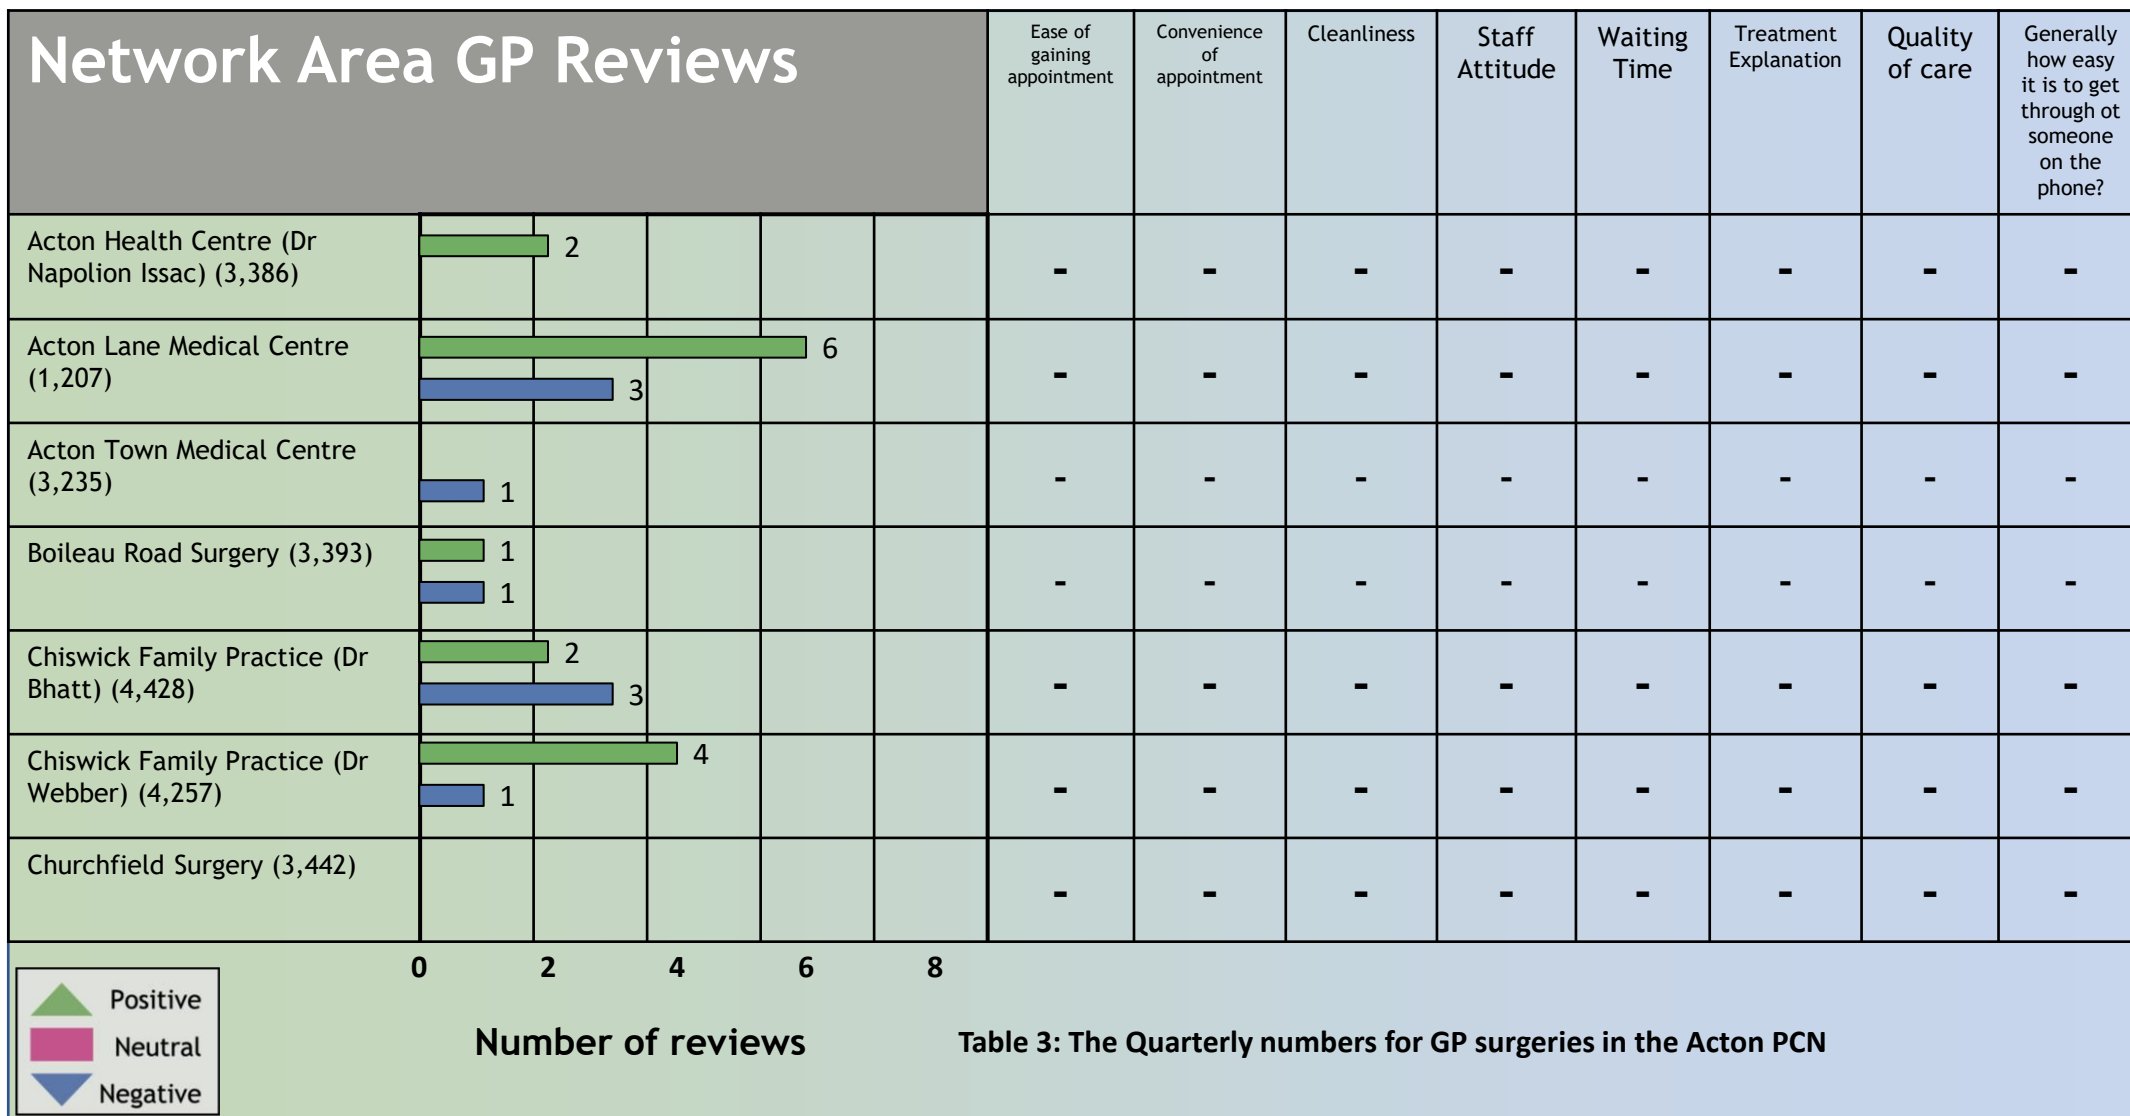 Network Area GP Reviews
Ease of
gaining
appointment
Convenience
of
appointment
Cleanliness
Staff
Attitude
Waiting
Time
Treatment
Explanation
Quality
of care
Generally
how easy
it is to get
through ot
someone
on the
phone?
Acton Health Centre (Dr
Napolion Issac) (3,386)
2
- - - - - - - -
Acton Lane Medical Centre
(1,207)
6
3
- - - - - - - -
Acton Town Medical Centre
(3,235)
1
- - - - - - - -
Boileau Road Surgery (3,393)
1
1
- - - - - - - -
Chiswick Family Practice (Dr
Bhatt) (4,428)
2
3
- - - - - - - -
Chiswick Family Practice (Dr
Webber) (4,257)
4
1
- - - - - - - -
Churchfield Surgery (3,442)
- - - - - - - -
0 2 4 6 8
Positive
Neutral
Negative
Number of reviews
Table 3: The Quarterly numbers for GP surgeries in the Acton PCN